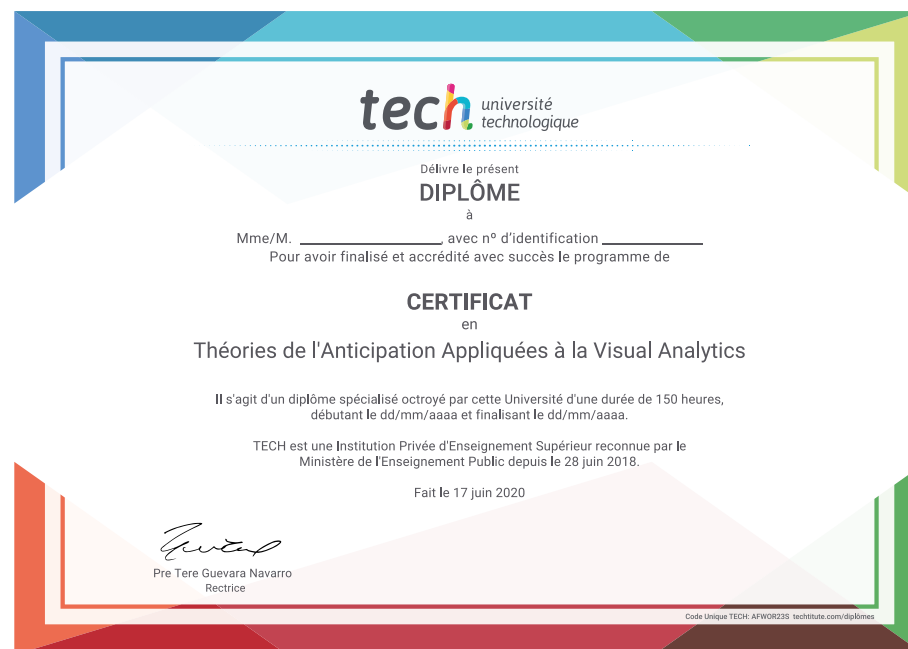 tech université
technologique
Délivre le présent
DIPLÔME
à
Mme/M. ____________________, avec nº d'identification ______________
Pour avoir finalisé et accrédité avec succès le programme de
CERTIFICAT
en
Théories de l'Anticipation Appliquées à la Visual Analytics
Il s'agit d'un diplôme spécialisé octroyé par cette Université d'une durée de 150 heures,
débutant le dd/mm/aaaa et finalisant le dd/mm/aaaa.
TECH est une Institution Privée d'Enseignement Supérieur reconnue par le
Ministère de l'Enseignement Public depuis le 28 juin 2018.
Fait le 17 juin 2020
Pre Tere Guevara Navarro
Rectrice
Code Unique TECH: AFWOR23S techtitute.com/diplômes